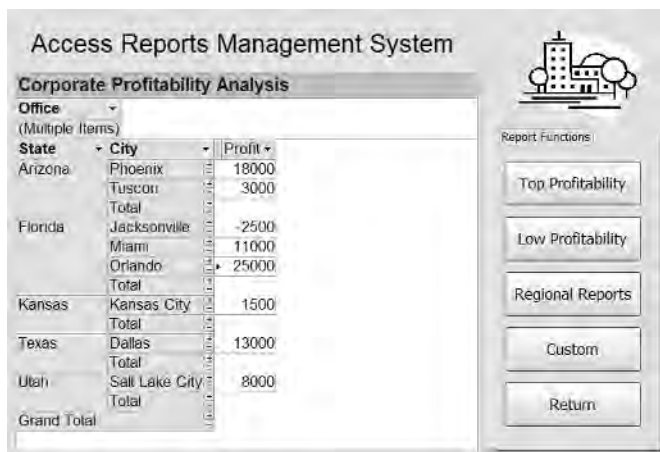 Access Reports Management System
Corporate Profitability Analysis
Office
(Multiple Items)
State City Profit
Arizona Phoenix 18000
Tuscon 3000
Total
Florida Jacksonville -2500
Miami 11000
Orlando 25000
Total
Kansas Kansas City 1500
Total
Texas Dallas 13000
Total
Utah Salt Lake City 8000
Total
Grand Total
Report Functions
Top Profitability
Low Profitability
Regional Reports
Custom
Return